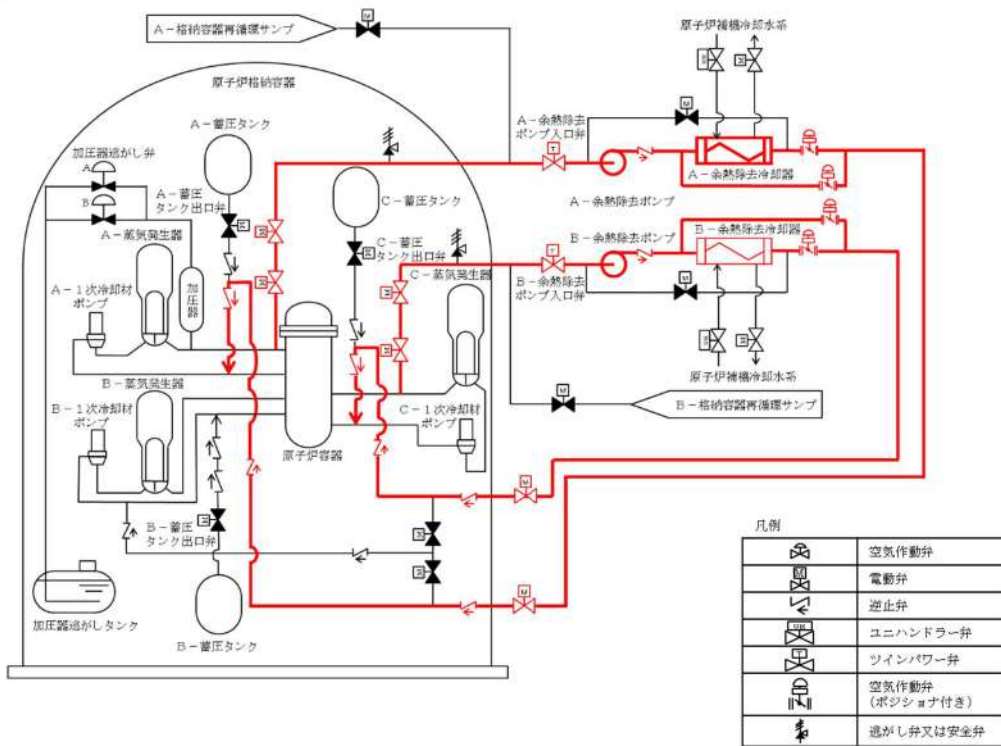 A-格納容器再循環サンプ
原子炉補機冷却水系
原子炉格納容器
A-蓄圧タンク
加圧器逃がし弁
A
B
A-蓄圧
タンク出口弁
C-蓄圧タンク
C-蓄圧
タンク出口弁
A-余熱除去
ポンプ入口弁
A-余熱除去冷却器
A-余熱除去ポンプ
B-余熱除去ポンプ
B-余熱除去冷却器
B-余熱除去
ポンプ入口弁
A-蒸気発生器
C-蒸気発生器
A-1次冷却材
ポンプ
加圧器
B-蒸気発生器
B-1次冷却材
ポンプ
C-1次冷却材
ポンプ
原子炉容器
原子炉補機冷却水系
B-格納容器再循環サンプ
B-蓄圧
タンク出口弁
加圧器逃がしタンク
B-蓄圧タンク
凡例
空気作動弁
M
電動弁
逆止弁
ユニハンドラー弁
T
ツインパワー弁
空気作動弁
(ポジショナ付き)
逃がし弁又は安全弁